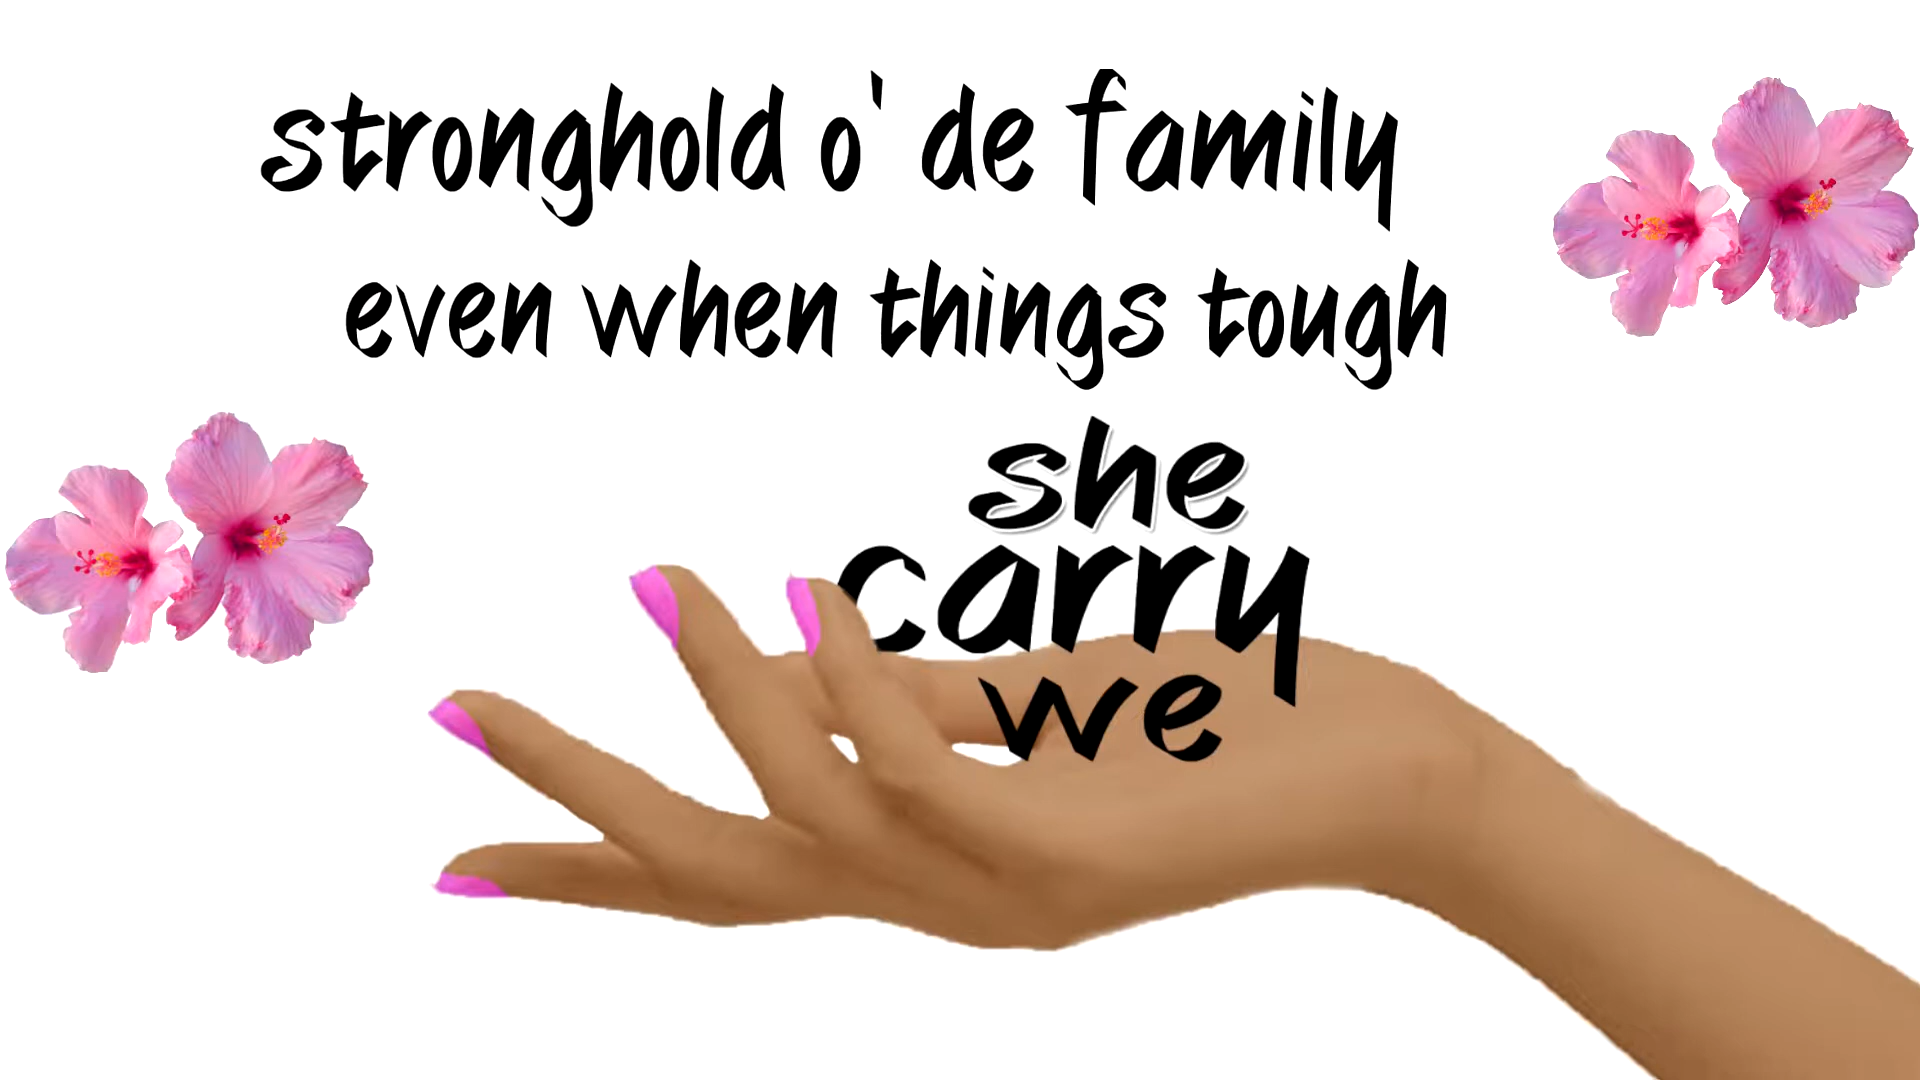 stronghold o' de family
even when things tough
she
carry
we